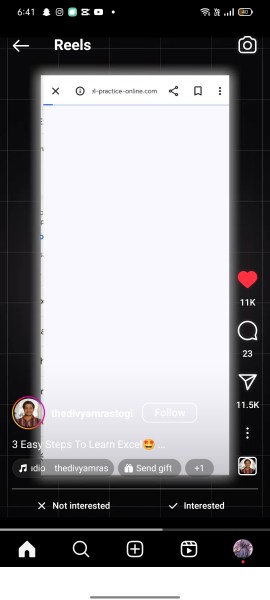 6:41
Reels
el-practice-online.com
11K
23
11.5K
thedivyamrastogi
Follow
3 Easy Steps To Learn Excel🤩 ...
udio thedivyamras
Send gift
+1
Not interested
Interested